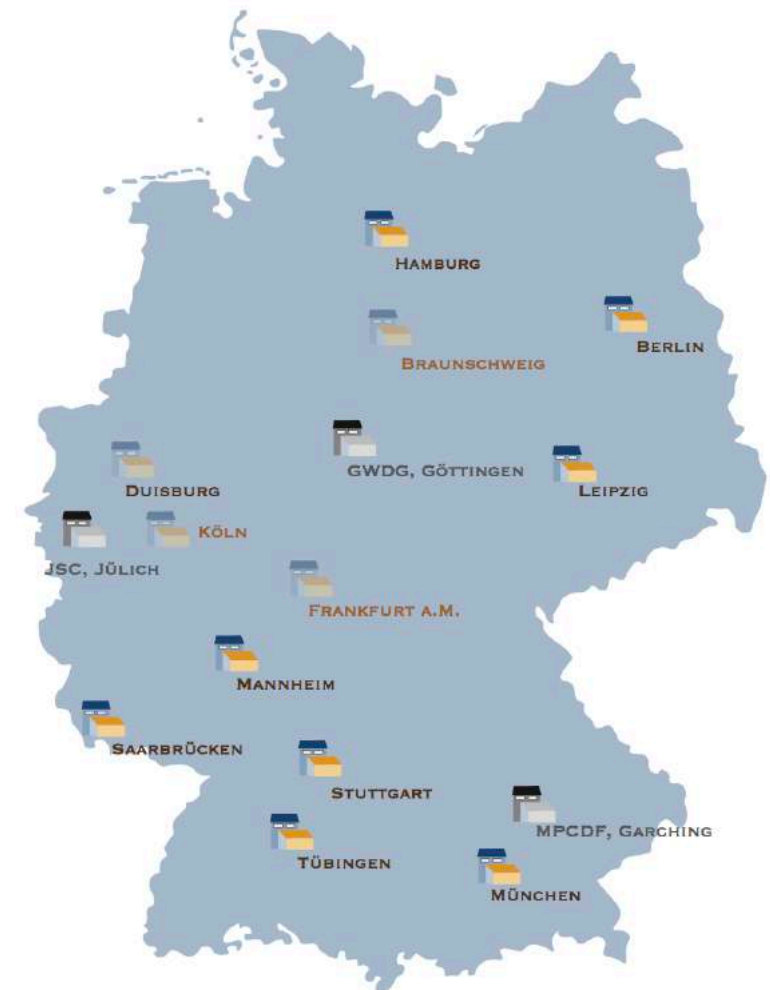 HAMBURG
BERLIN
BRAUNSCHWEIG
GWDG, GÖTTINGEN
DUISBURG
LEIPZIG
KÖLN
JSC, JÜLICH
FRANKFURT A.M.
MANNHEIM
SAARBRÜCKEN
STUTTGART
MPCDF, GARCHING
TÜBINGEN
MÜNCHEN